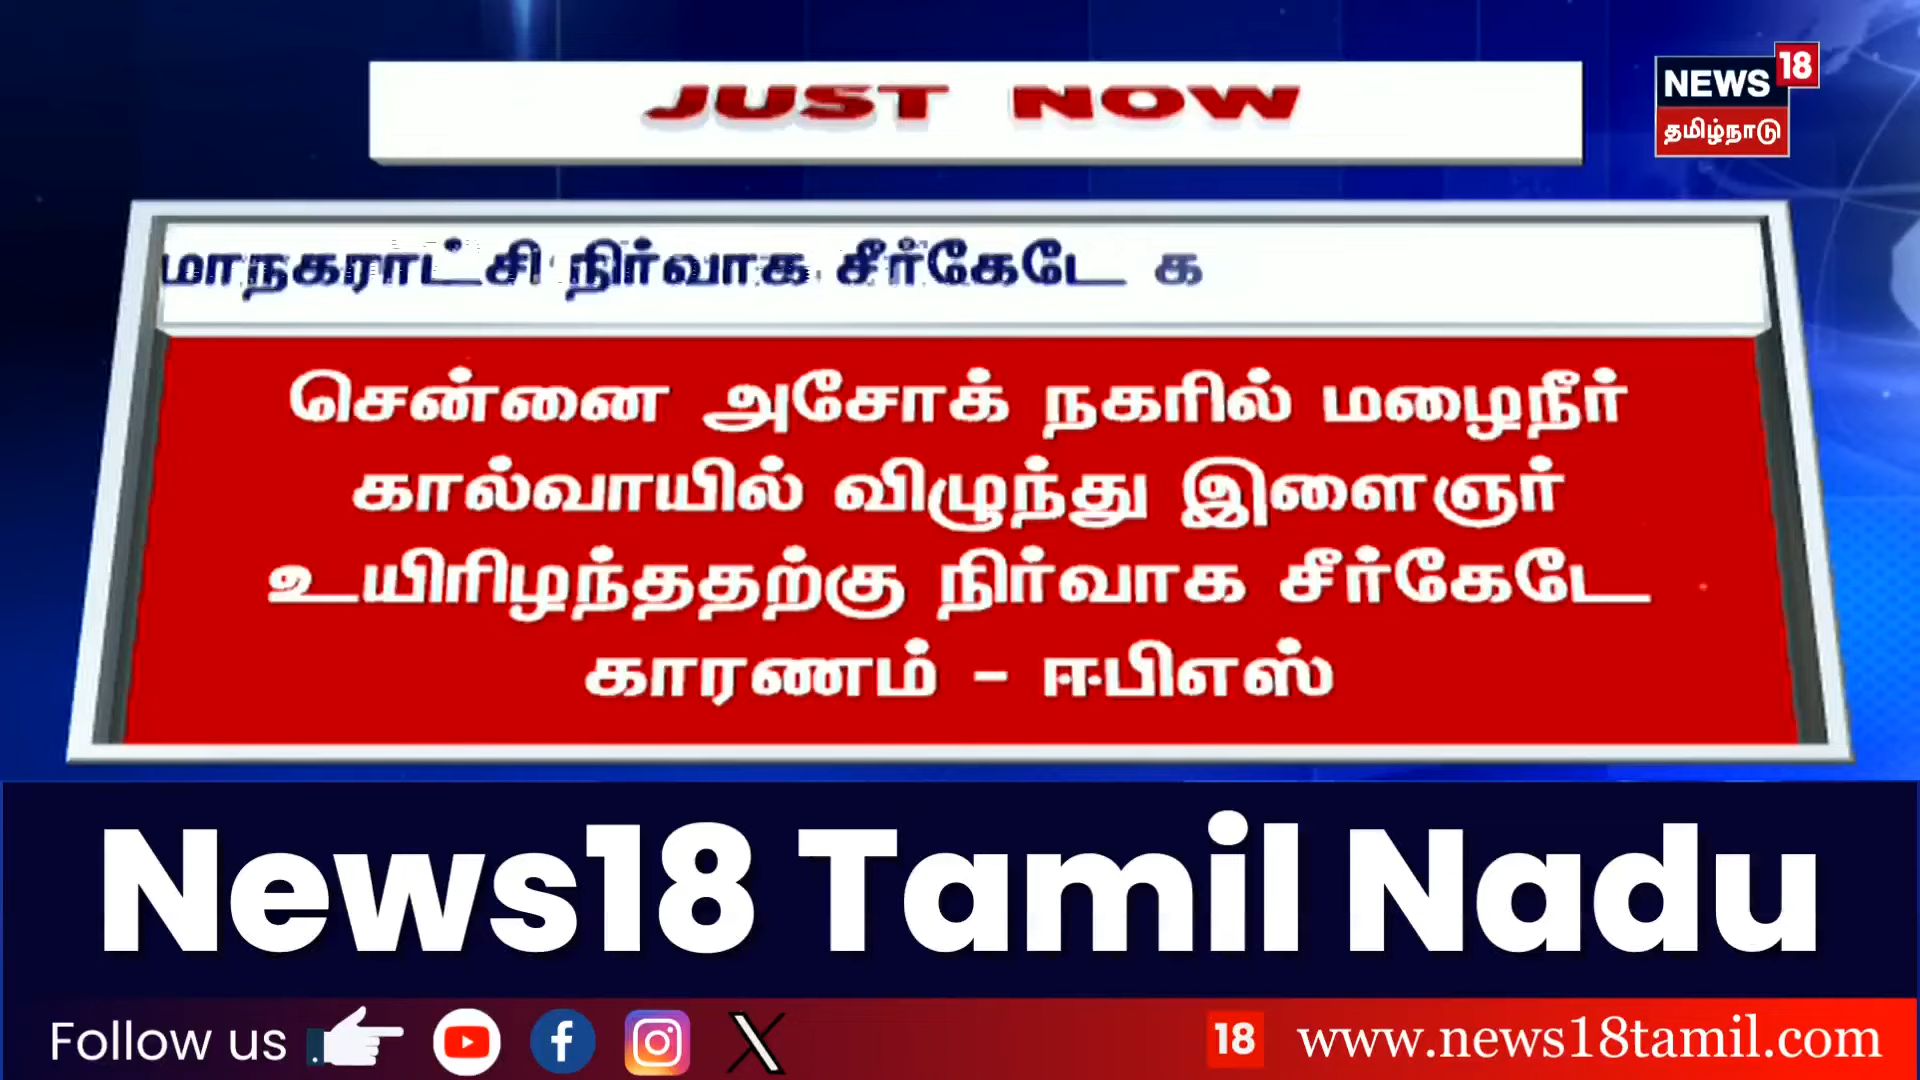 JUST NOW
NEWS 18
தமிழ்நாடு
மாநகராட்சி நிர்வாக சீர்கேடே க
சென்னை அசோக் நகரில் மழைநீர்
கால்வாயில் விழுந்து இளைஞர்
உயிரிழந்ததற்கு நிர்வாக சீர்கேடே
காரணம் - ஈபிஎஸ்
News18 Tamil Nadu
Follow us
18 www.news18tamil.com